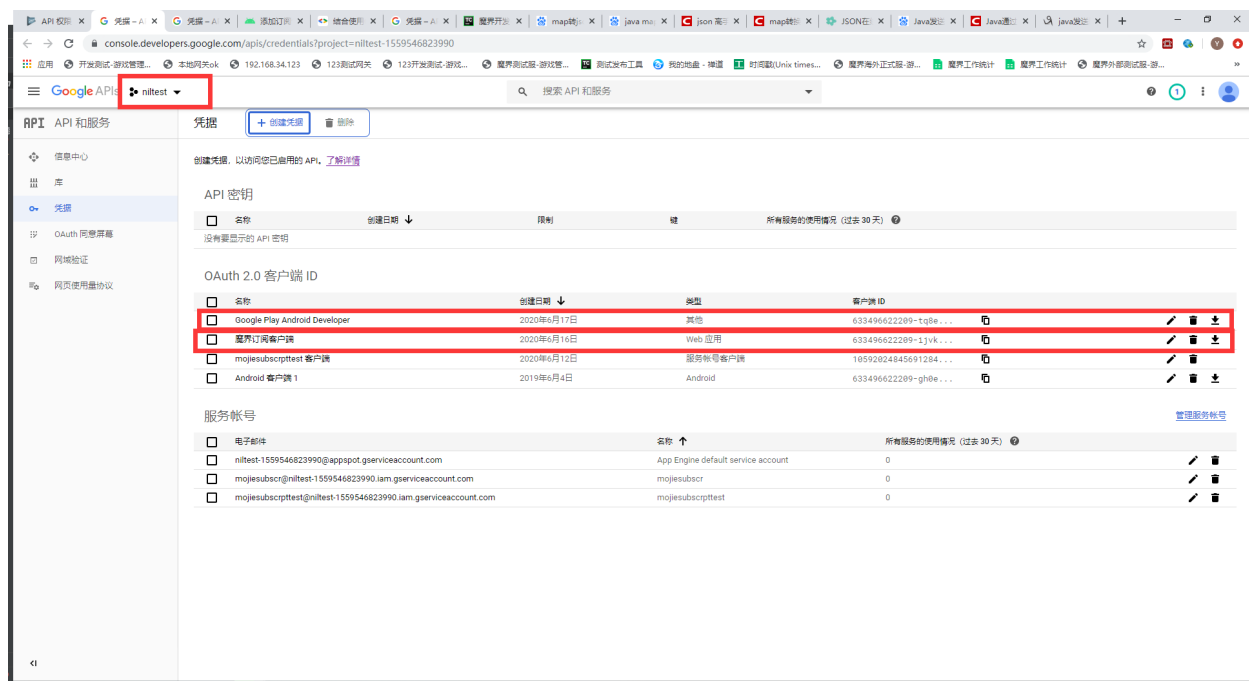 API 权限 G 凭据 – A G 凭据 – A 添加订阅 结合使用 G 凭据 – A 魔界开发 map转js java ma json 高 map转 JSON在 Java发送 Java通过 java发送
console.developers.google.com/apis/credentials?project=niltest-1559546823990
应用 开发测试-游戏管理... 本地网关ok 192.168.34.123 123测试网关 123开发测试-游戏... 魔界测试服-游戏管... 测试发布工具 我的地盘 - 禅道 时间戳(Unix times... 魔界海外正式服-游... 魔界工作统计 魔界工作统计 魔界外部测试服-游... »
Google APIs niltest 搜索 API 和服务 1
API API 和服务 凭据 + 创建凭据 删除
信息中心
库
凭据
OAuth 同意屏幕
网域验证
网页使用量协议
创建凭据，以访问您已启用的 API。了解详情
API 密钥
名称 创建日期 限制 键 所有服务的使用情况（过去 30 天）
没有要显示的 API 密钥
OAuth 2.0 客户端 ID
名称 创建日期 类型 客户端 ID
Google Play Android Developer 2020年6月17日 其他 633496622209-tq8e...
魔界订阅客户端 2020年6月16日 Web 应用 633496622209-ijvk...
mojiesubscrpttest 客户端 2020年6月12日 服务帐号客户端 10592024845691284...
Android 客户端 1 2019年6月4日 Android 633496622209-gh0e...
服务帐号 管理服务帐号
电子邮件 名称 所有服务的使用情况（过去 30 天）
niltest-1559546823990@appspot.gserviceaccount.com App Engine default service account 0
mojiesubscr@niltest-1559546823990.iam.gserviceaccount.com mojiesubscr 0
mojiesubscrpttest@niltest-1559546823990.iam.gserviceaccount.com mojiesubscrpttest 0